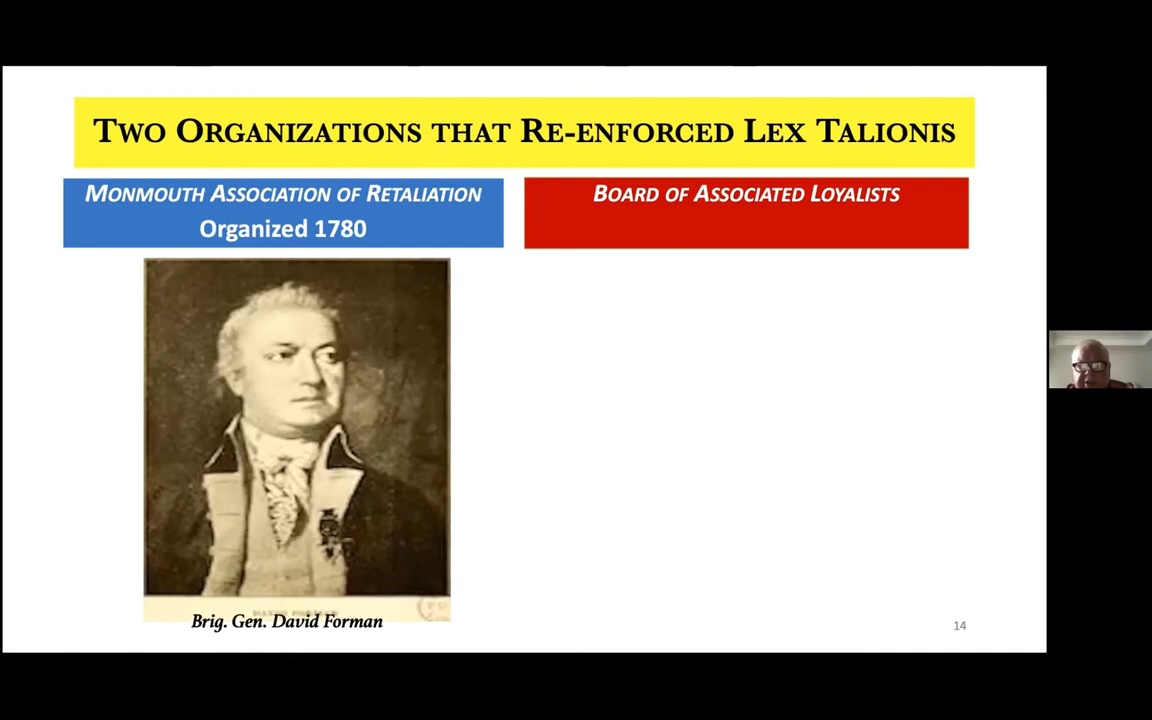 Two Organizations that Re-enforced Lex Talionis
Monmouth Association of Retaliation
Organized 1780
Board of Associated Loyalists
Brig. Gen. David Forman
14